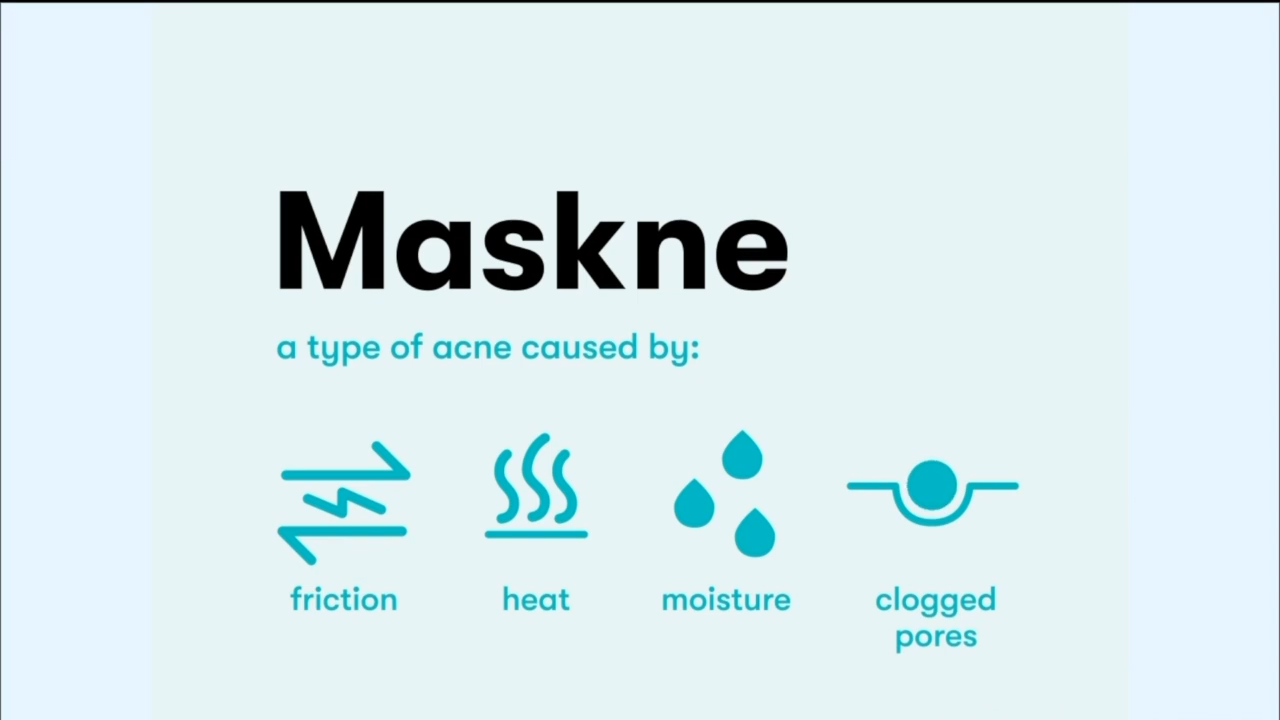 Maskne
a type of acne caused by:
friction heat moisture clogged
pores